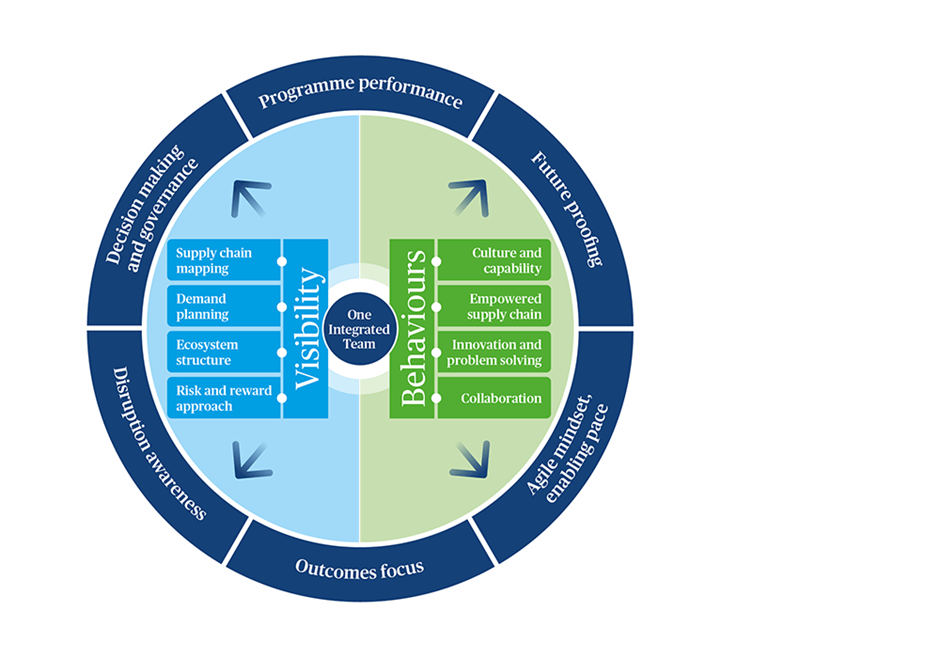 Programme performance
Decision making
and governance
Future proofing
Supply chain
mapping
Demand
planning
Ecosystem
structure
Risk and reward
approach
Visibility
One
Integrated
Team
Behaviours
Culture and
capability
Empowered
supply chain
Innovation and
problem solving
Collaboration
Disruption awareness
Agile mindset,
enabling pace
Outcomes focus